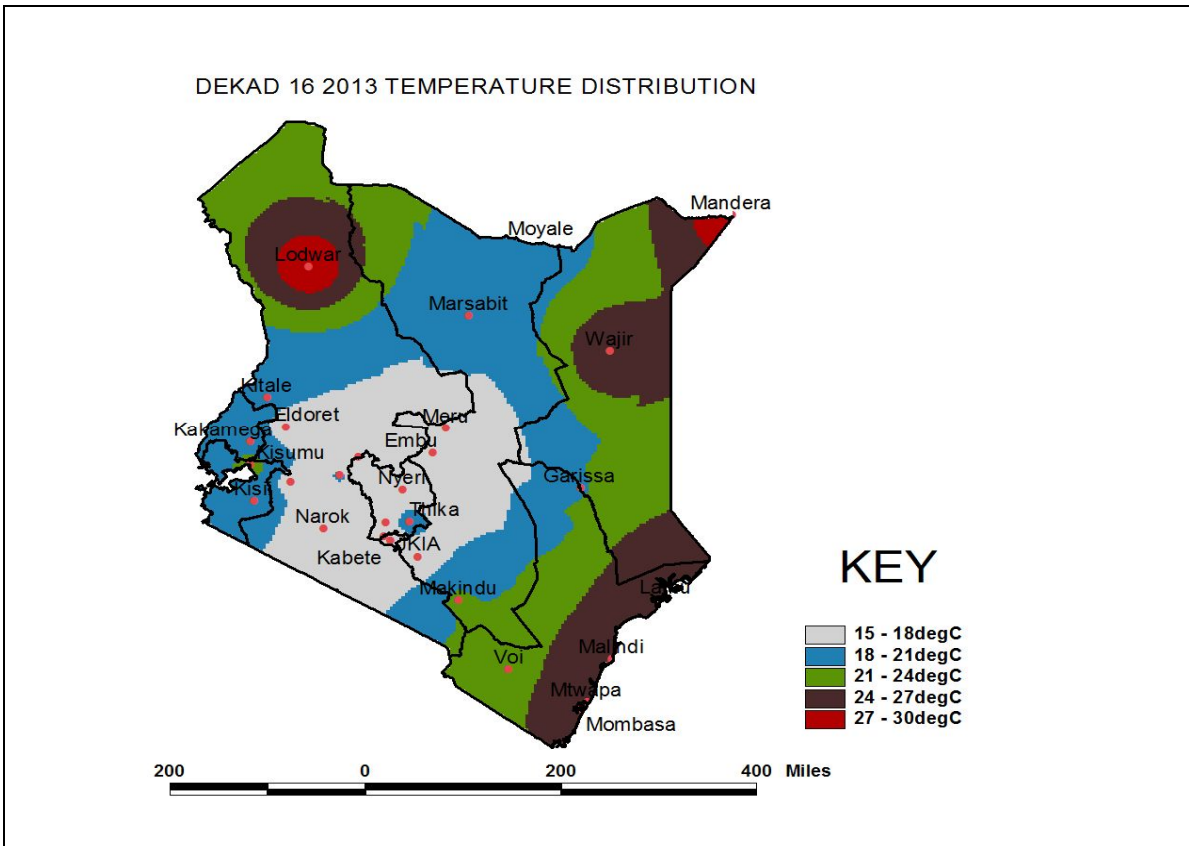 DEKAD 16 2013 TEMPERATURE DISTRIBUTION
Mandera
Moyale
Lodwar
Marsabit
Wajir
Kitale
Eldoret
Meru
Kakamega
Embu
Kisumu
Garissa
Nyeri
Kisii
Thika
Narok
Kabete
JKIA
KEY
Makindu
Lamu
15 - 18degC
18 - 21degC
Malindi
Voi
21 - 24degC
Mtwapa
24 - 27degC
Mombasa
27 - 30degC
200 0 200 400 Miles